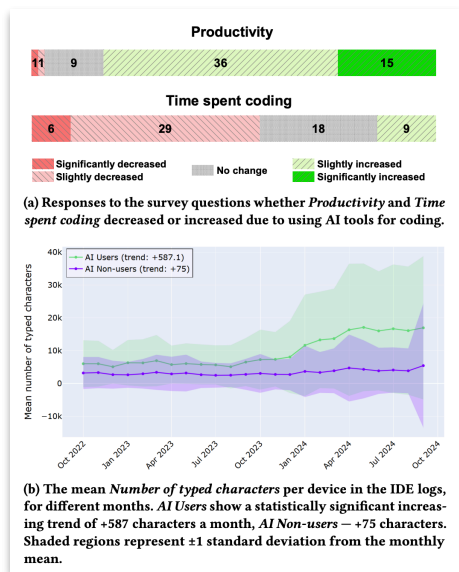 Productivity
11 9 36 15
Time spent coding
6 29 18 9
Significantly decreased
Slightly decreased
No change
Slightly increased
Significantly increased
(a) Responses to the survey questions whether Productivity and Time
spent coding decreased or increased due to using AI tools for coding.
40k
30k
20k
10k
0
−10k
Mean number of typed characters
AI Users (trend: +587.1)
AI Non-users (trend: +75)
Oct 2022
Jan 2023
Apr 2023
Jul 2023
Oct 2023
Jan 2024
Apr 2024
Jul 2024
Oct 2024
(b) The mean Number of typed characters per device in the IDE logs,
for different months. AI Users show a statistically significant increas-
ing trend of +587 characters a month, AI Non-users — +75 characters.
Shaded regions represent ±1 standard deviation from the monthly
mean.